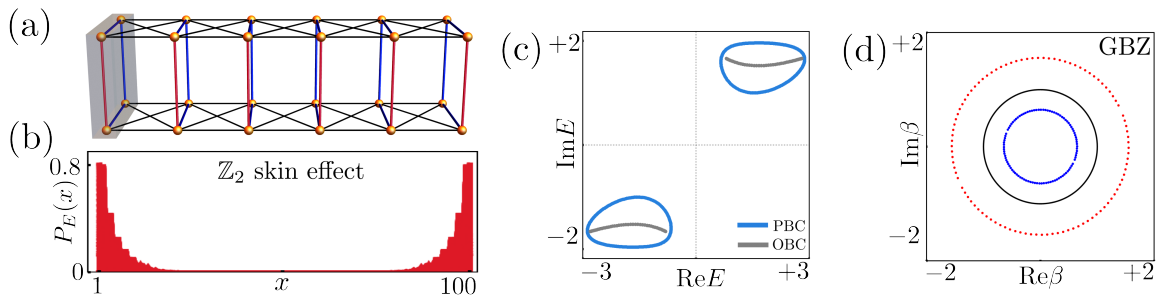 (a)
(b)
0.8
P_E(x)
0
ℤ₂ skin effect
1
x
100
(c)
+2
ImE
−2
PBC
OBC
−3
ReE
+3
(d)
+2
GBZ
Imβ
−2
−2
Reβ
+2